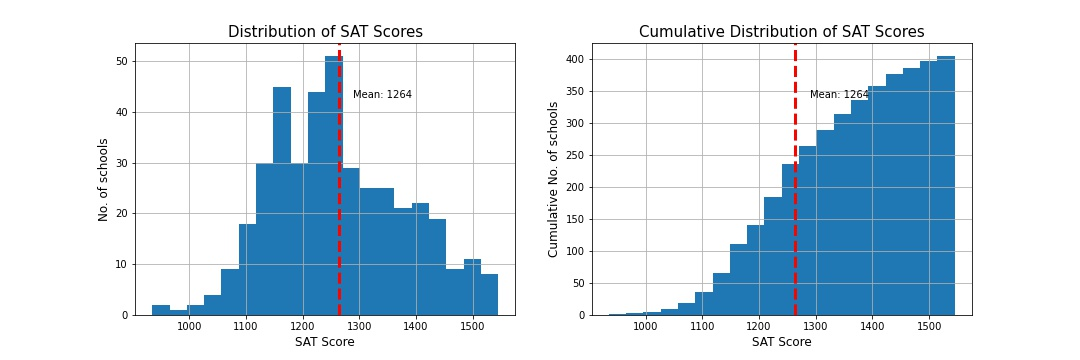 Distribution of SAT Scores
50
40
30
20
10
0
No. of schools
Mean: 1264
1000 1100 1200 1300 1400 1500
SAT Score
Cumulative Distribution of SAT Scores
400
350
300
250
200
150
100
50
0
Cumulative No. of schools
Mean: 1264
1000 1100 1200 1300 1400 1500
SAT Score